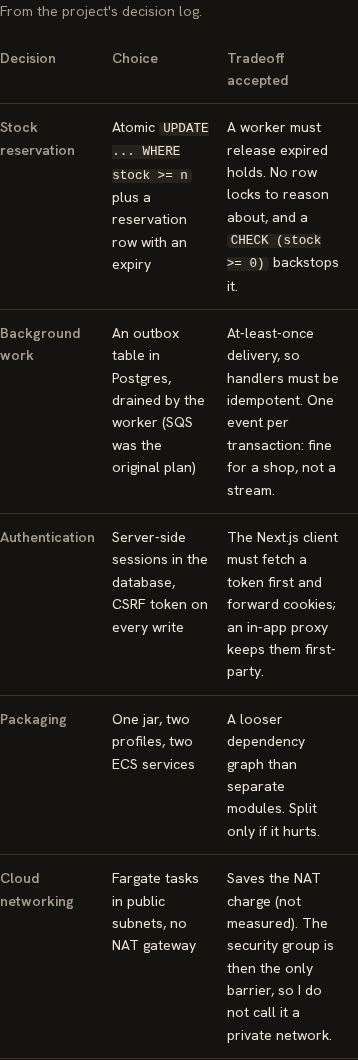 From the project's decision log.
Decision
Choice
Tradeoff
accepted
Stock
reservation
Atomic UPDATE
... WHERE
stock >= n
plus a
reservation
row with an
expiry
A worker must
release expired
holds. No row
locks to reason
about, and a
CHECK (stock
>= 0) backstops
it.
Background
work
An outbox
table in
Postgres,
drained by the
worker (SQS
was the
original plan)
At-least-once
delivery, so
handlers must be
idempotent. One
event per
transaction: fine
for a shop, not a
stream.
Authentication
Server-side
sessions in the
database,
CSRF token on
every write
The Next.js client
must fetch a
token first and
forward cookies;
an in-app proxy
keeps them first-
party.
Packaging
One jar, two
profiles, two
ECS services
A looser
dependency
graph than
separate
modules. Split
only if it hurts.
Cloud
networking
Fargate tasks
in public
subnets, no
NAT gateway
Saves the NAT
charge (not
measured). The
security group is
then the only
barrier, so I do
not call it a
private network.